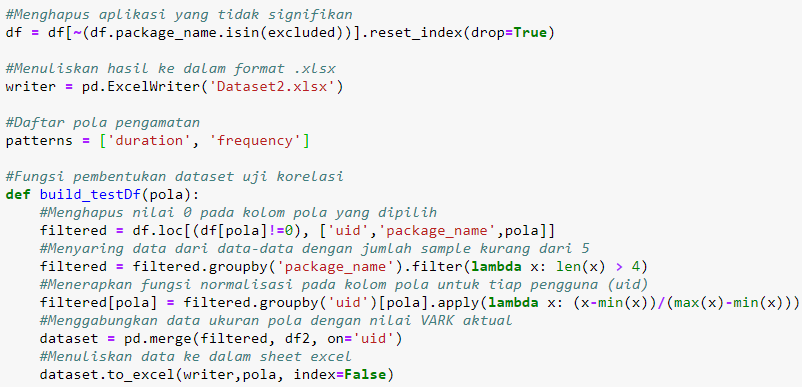 #Menghapus aplikasi yang tidak signifikan
df = df[~(df.package_name.isin(excluded))].reset_index(drop=True)

#Menuliskan hasil ke dalam format .xlsx
writer = pd.ExcelWriter('Dataset2.xlsx')

#Daftar pola pengamatan
patterns = ['duration', 'frequency']

#Fungsi pembentukan dataset uji korelasi
def build_testDf(pola):
    #Menghapus nilai 0 pada kolom pola yang dipilih
    filtered = df.loc[(df[pola]!=0), ['uid','package_name',pola]]
    #Menyaring data dari data-data dengan jumlah sample kurang dari 5
    filtered = filtered.groupby('package_name').filter(lambda x: len(x) > 4)
    #Menerapkan fungsi normalisasi pada kolom pola untuk tiap pengguna (uid)
    filtered[pola] = filtered.groupby('uid')[pola].apply(lambda x: (x-min(x))/(max(x)-min(x)))
    #Menggabungkan data ukuran pola dengan nilai VARK aktual
    dataset = pd.merge(filtered, df2, on='uid')
    #Menuliskan data ke dalam sheet excel
    dataset.to_excel(writer,pola, index=False)